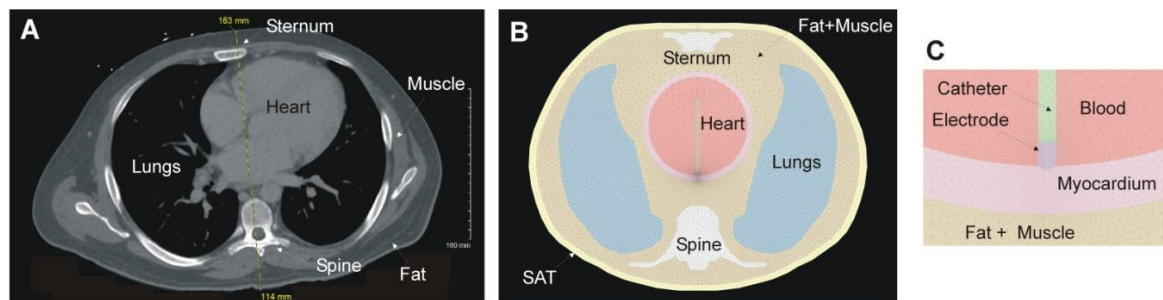 A
163 mm
Sternum
Muscle
Heart
Lungs
160 mm
Spine
Fat
114 mm
B
Fat+Muscle
Sternum
Heart
Lungs
Spine
SAT
C
Catheter
Blood
Electrode
Myocardium
Fat + Muscle